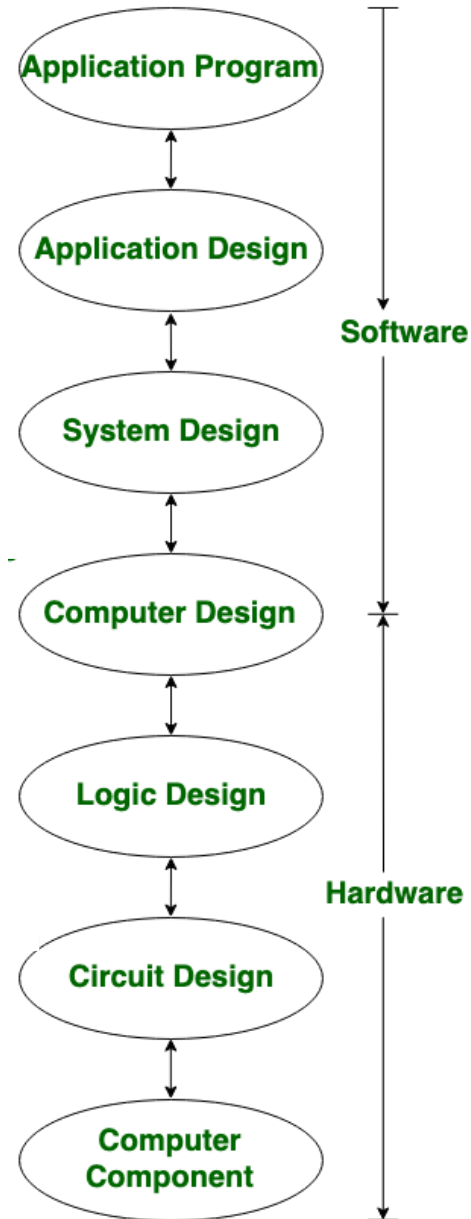 Application Program
Application Design
Software
System Design
Computer Design
Logic Design
Hardware
Circuit Design
Computer
Component